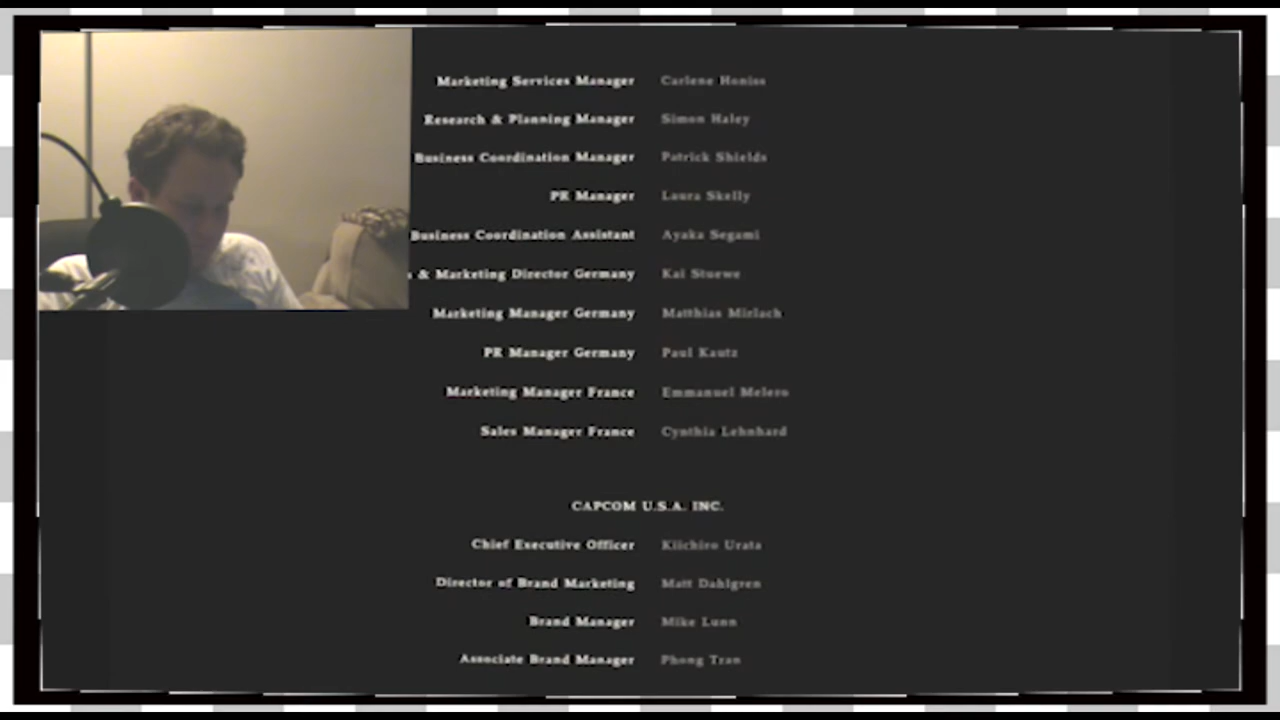 Marketing Services Manager Carlene Honiss
Research & Planning Manager Simon Haley
Business Coordination Manager Patrick Shields
PR Manager Laura Skelly
Business Coordination Assistant Ayaka Segami
& Marketing Director Germany Kai Stuewe
Marketing Manager Germany Matthias Mirlach
PR Manager Germany Paul Kautz
Marketing Manager France Emmanuel Melero
Sales Manager France Cynthia Lehnhard
CAPCOM U.S.A. INC.
Chief Executive Officer Kiichiro Urata
Director of Brand Marketing Matt Dahlgren
Brand Manager Mike Lunn
Associate Brand Manager Phong Tran